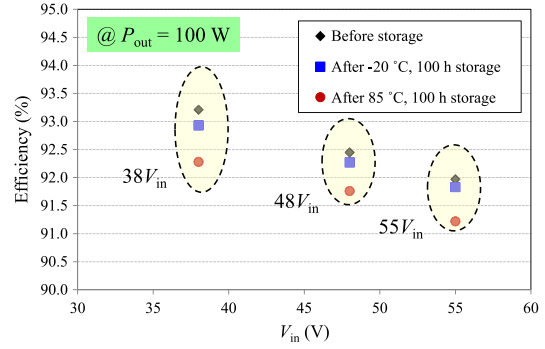 @ Pout = 100 W
Before storage
After -20 ˚C, 100 h storage
After 85 ˚C, 100 h storage
95.0
94.5
94.0
93.5
93.0
92.5
92.0
91.5
91.0
90.5
90.0
Efficiency (%)
38Vin
48Vin
55Vin
30 35 40 45 50 55 60
Vin (V)